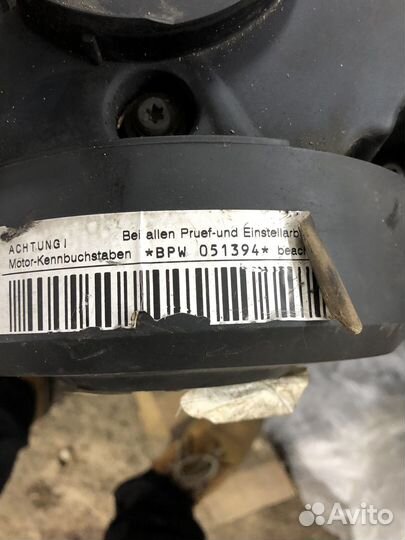 ACHTUNG! Bei allen Pruef-und Einstellarb
Motor-Kennbuchstaben *BPW 051394* beach
Avito